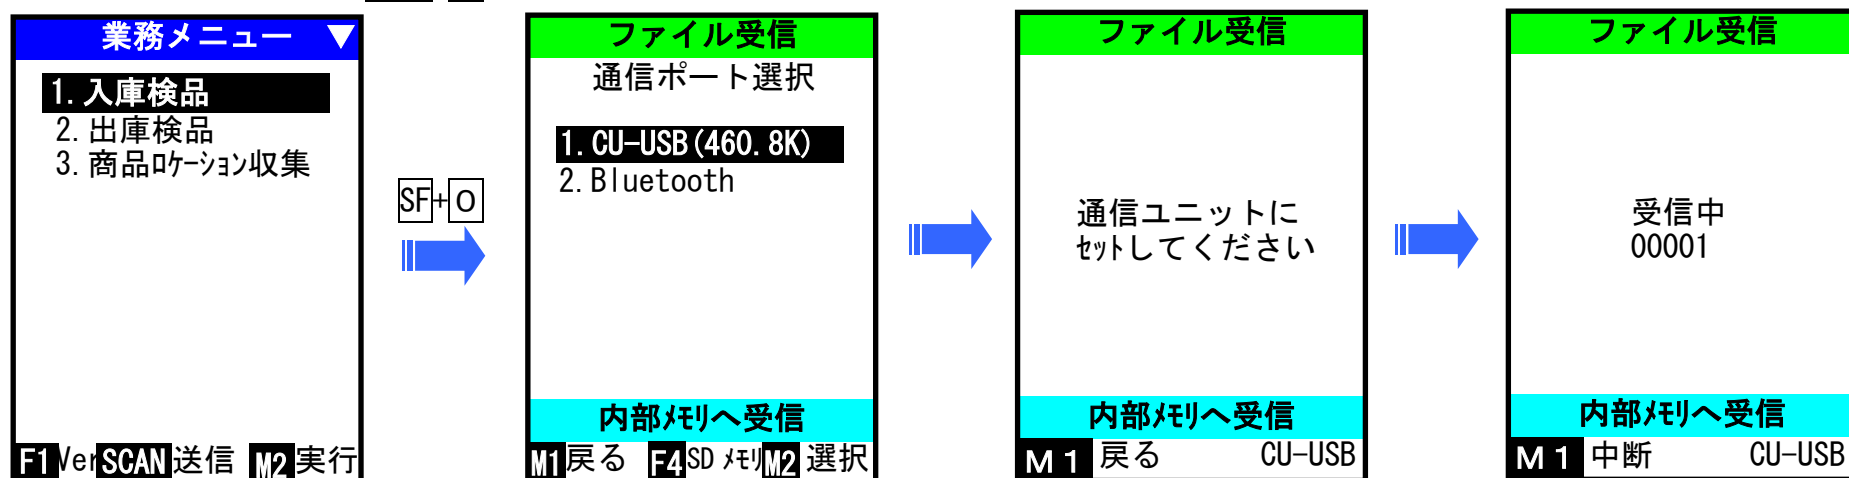 業務メニュー ▼
1. 入庫検品
2. 出庫検品
3. 商品ﾛｹｰｼｮﾝ収集
F1 Ver SCAN 送信 M2 実行
SF+O
ファイル受信
通信ポート選択
1. CU-USB(460.8K)
2. Bluetooth
内部ﾒﾓﾘへ受信
M1 戻る F4 SD ﾒﾓﾘ M2 選択
ファイル受信
通信ユニットに
ｾｯﾄしてください
内部ﾒﾓﾘへ受信
M1 戻る CU-USB
ファイル受信
受信中
00001
内部ﾒﾓﾘへ受信
M1 中断 CU-USB